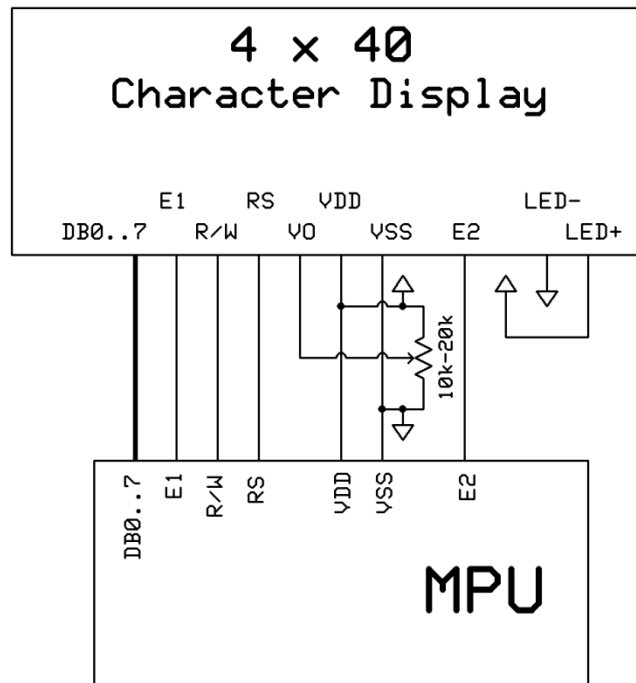 4 x 40
Character Display
E1 RS VDD LED-
DB0..7 R/W VO VSS E2 LED+
10k-20k
DB0..7 E1 R/W RS VDD VSS E2
MPU